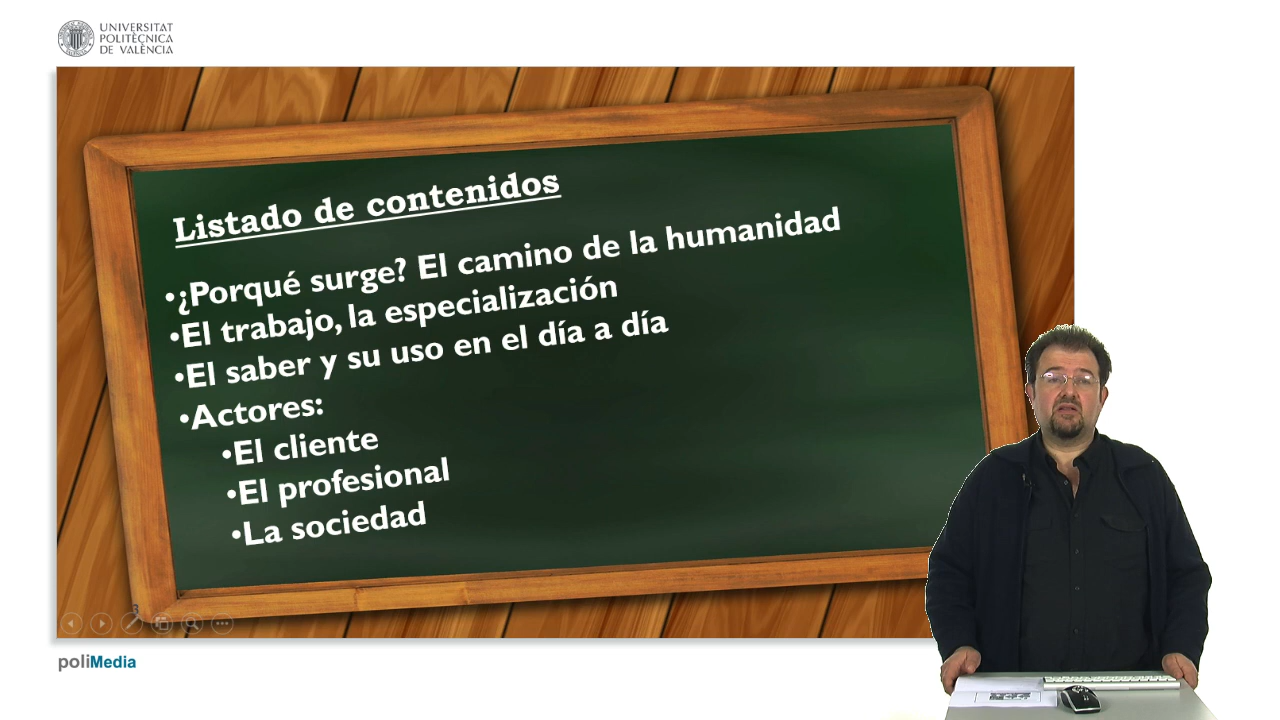 UNIVERSITAT
POLITÈCNICA
DE VALÈNCIA
Listado de contenidos
•¿Porqué surge? El camino de la humanidad
•El trabajo, la especialización
•El saber y su uso en el día a día
•Actores:
•El cliente
•El profesional
•La sociedad
3
poliMedia